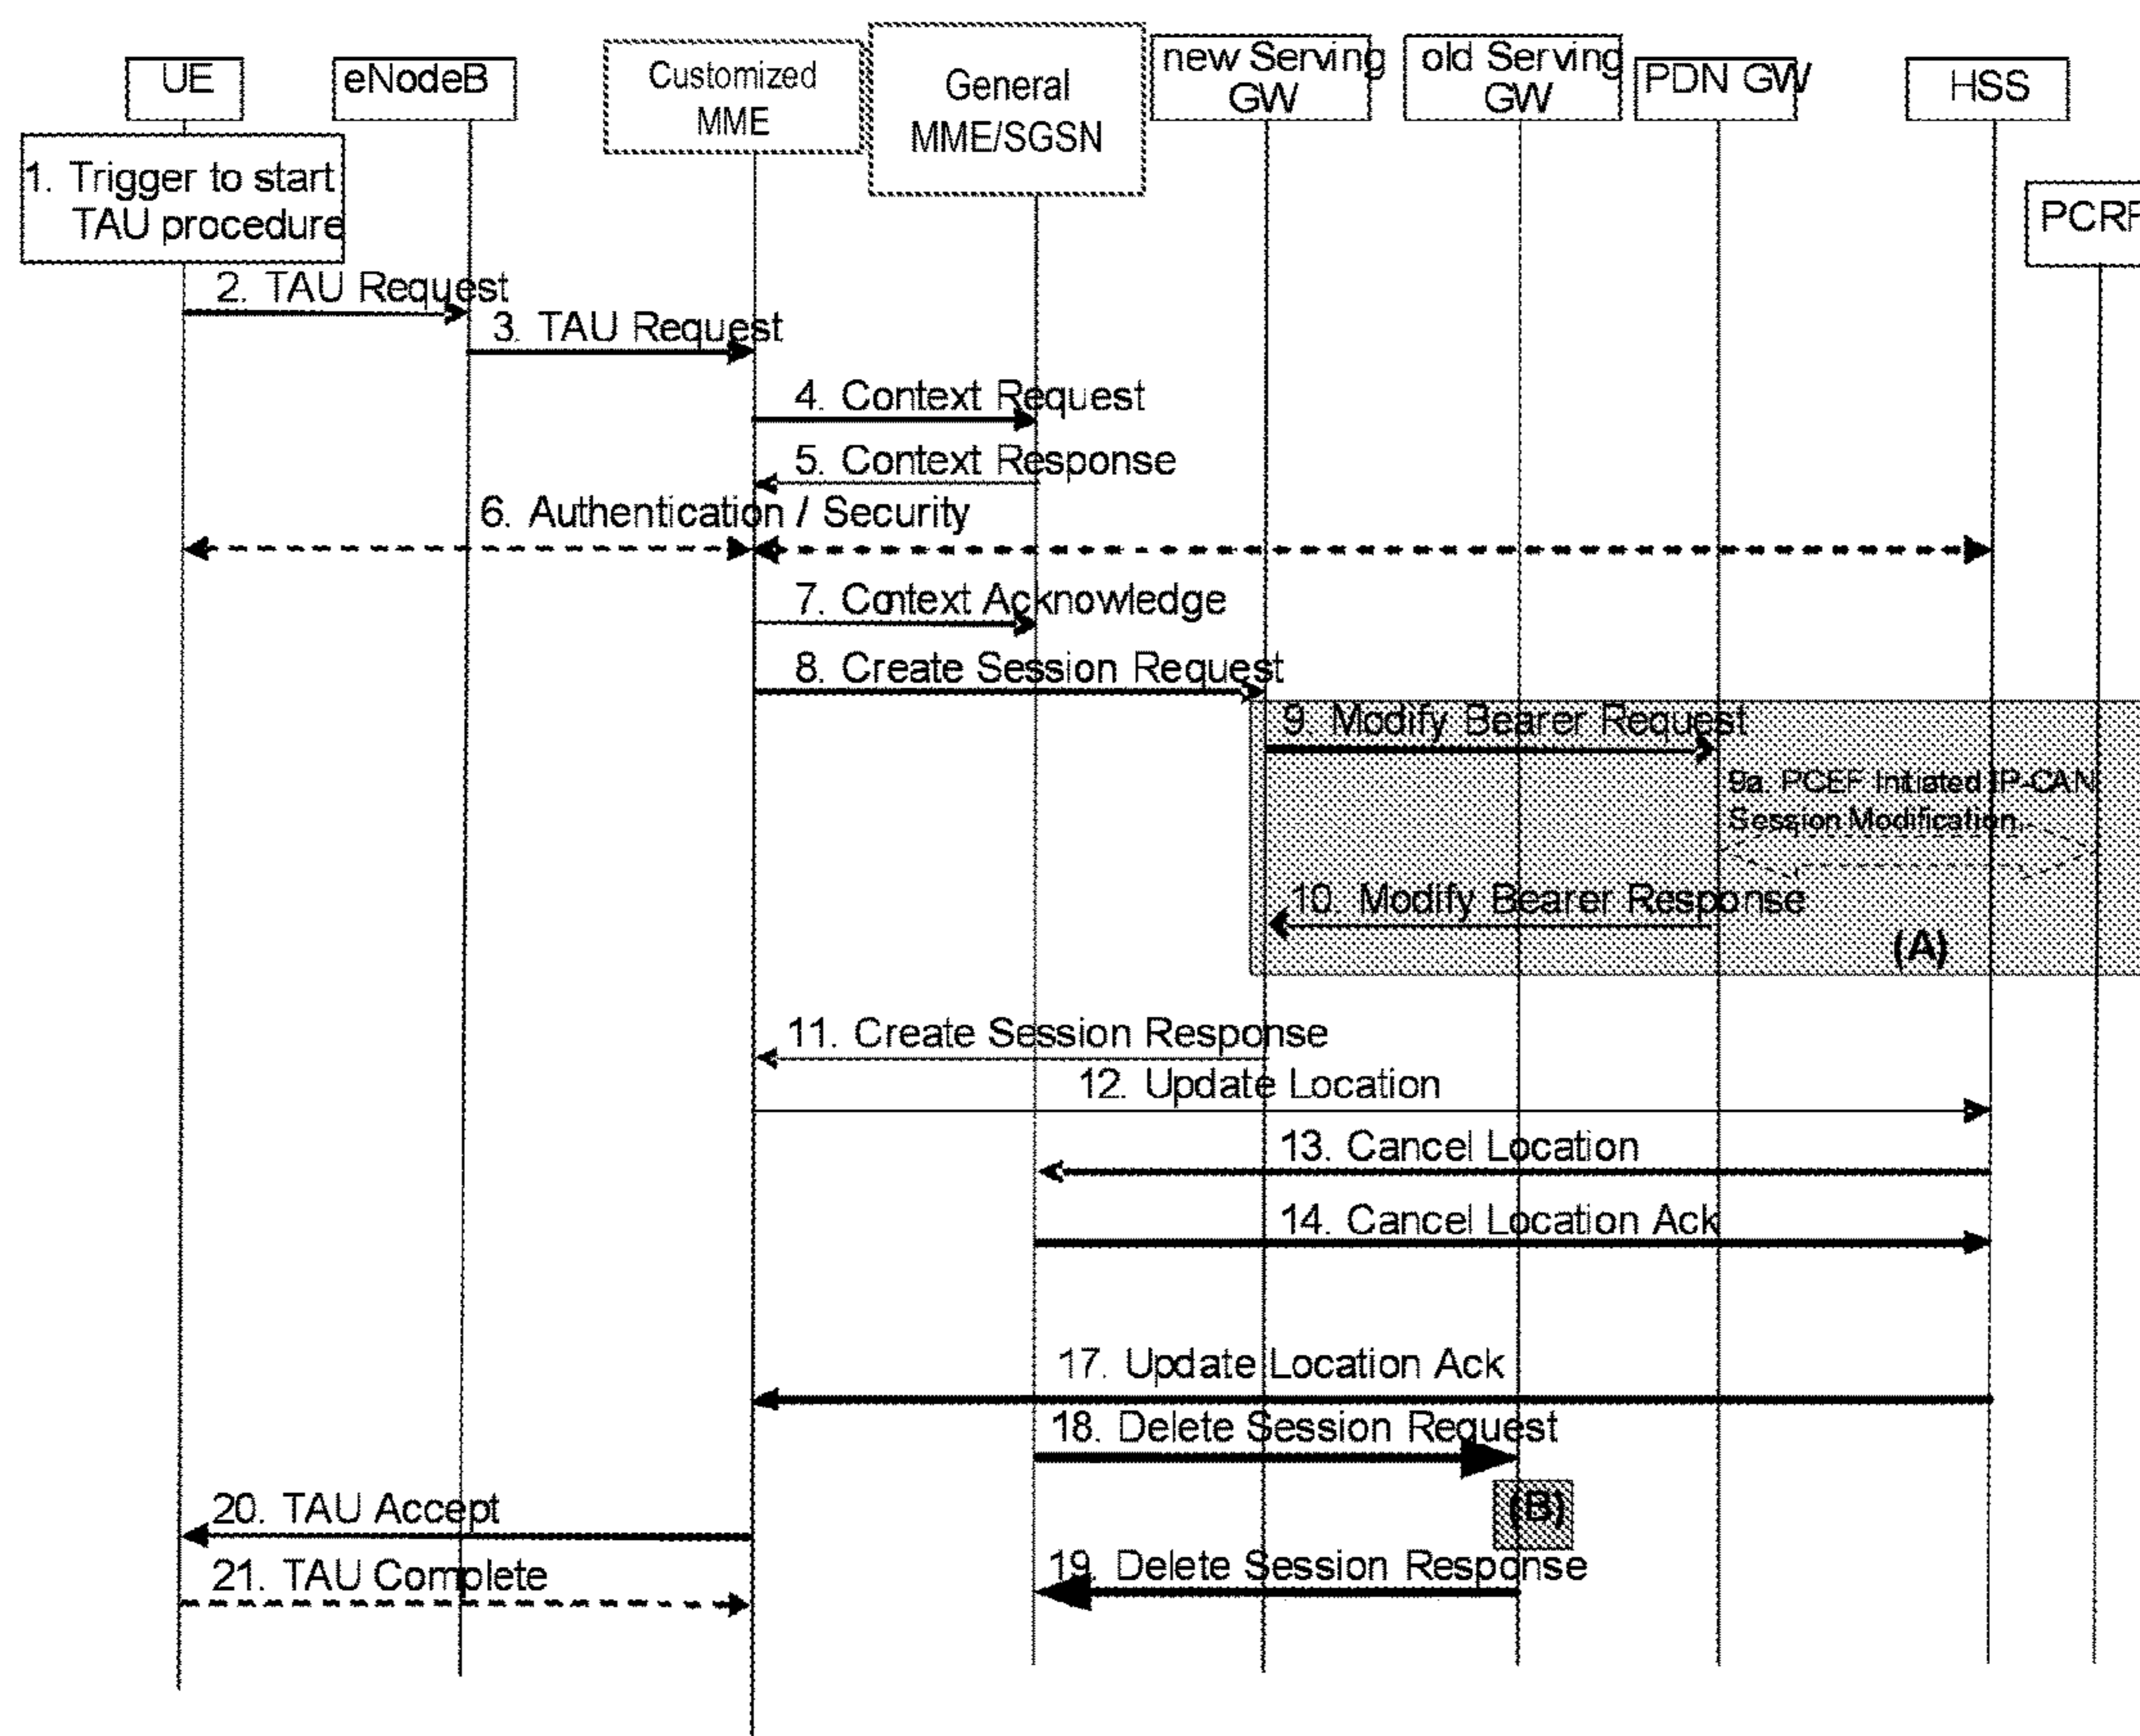 UE
eNodeB
Customized
MME
General
MME/SGSN
new Serving
GW
old Serving
GW
PDN GW
HSS
PCRF
1. Trigger to start
TAU procedure
2. TAU Request
3. TAU Request
4. Context Request
5. Context Response
6. Authentication / Security
7. Context Acknowledge
8. Create Session Request
9. Modify Bearer Request
9a. PCEF Initiated IP-CAN
Session Modification
10. Modify Bearer Response
(A)
11. Create Session Response
12. Update Location
13. Cancel Location
14. Cancel Location Ack
17. Update Location Ack
18. Delete Session Request
(B)
20. TAU Accept
19. Delete Session Response
21. TAU Complete